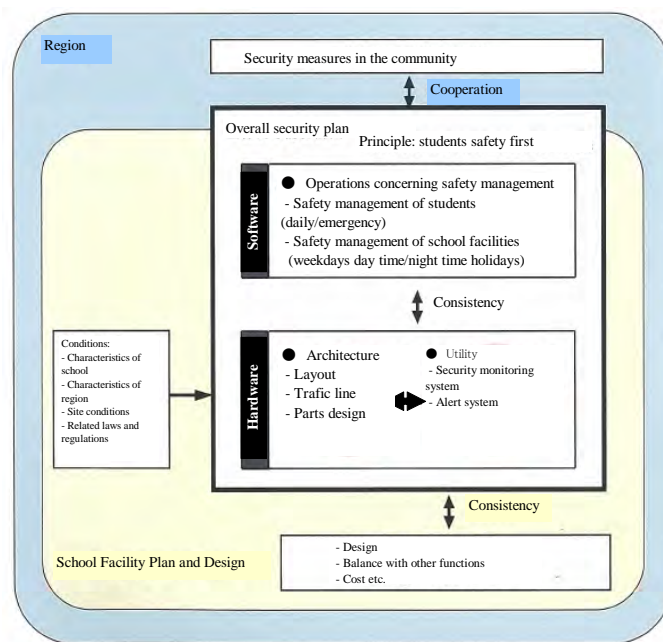 Region
Security measures in the community
Cooperation
Overall security plan
Principle: students safety first
Software
● Operations concerning safety management
- Safety management of students
(daily/emergency)
- Safety management of school facilities
(weekdays day time/night time holidays)
Consistency
Conditions:
- Characteristics of
school
- Characteristics of
region
- Site conditions
- Related laws and
regulations
Hardware
● Architecture
- Layout
- Trafic line
- Parts design
● Utility
- Security monitoring
system
- Alert system
Consistency
School Facility Plan and Design
- Design
- Balance with other functions
- Cost etc.